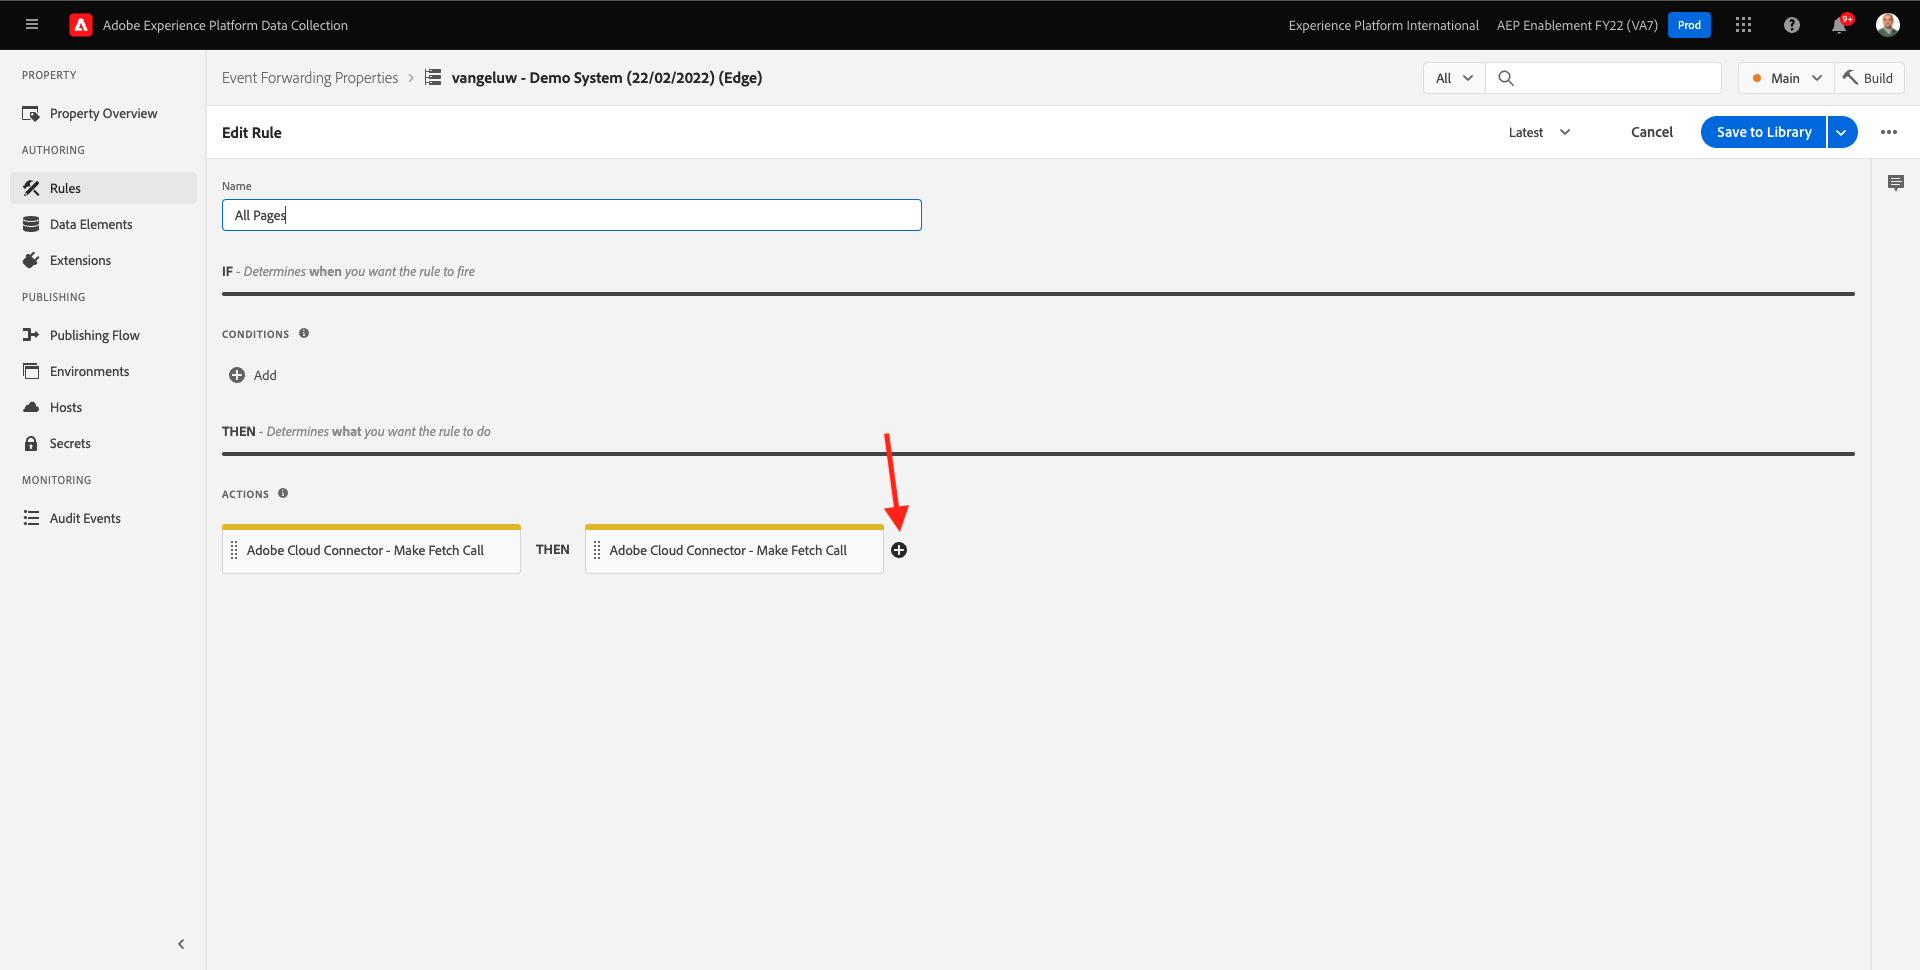 Adobe Experience Platform Data Collection
Experience Platform International
AEP Enablement FY22 (VA7)
Prod
9+
PROPERTY
Property Overview
AUTHORING
Rules
Data Elements
Extensions
PUBLISHING
Publishing Flow
Environments
Hosts
Secrets
MONITORING
Audit Events
Event Forwarding Properties
vangeluw - Demo System (22/02/2022) (Edge)
All
Main
Build
Edit Rule
Latest
Cancel
Save to Library
Name
All Pages
IF - Determines when you want the rule to fire
CONDITIONS
Add
THEN - Determines what you want the rule to do
ACTIONS
Adobe Cloud Connector - Make Fetch Call
THEN
Adobe Cloud Connector - Make Fetch Call